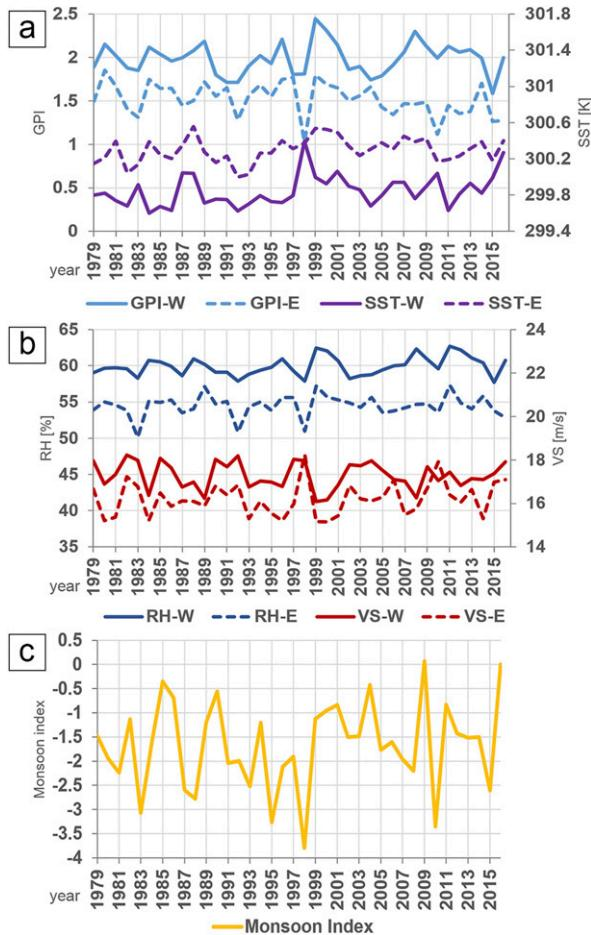 a
2.5
2
1.5
1
0.5
0
GPI
301.8
301.4
301
300.6
300.2
299.8
299.4
SST [K]
year
1979 1981 1983 1985 1987 1989 1991 1993 1995 1997 1999 2001 2003 2005 2007 2009 2011 2013 2015
GPI-W GPI-E SST-W SST-E
b
65
60
55
50
45
40
35
RH [%]
24
22
20
18
16
14
VS [m/s]
year
1979 1981 1983 1985 1987 1989 1991 1993 1995 1997 1999 2001 2003 2005 2007 2009 2011 2013 2015
RH-W RH-E VS-W VS-E
c
0.5
0
-0.5
-1
-1.5
-2
-2.5
-3
-3.5
-4
Monsoon index
year
1979 1981 1983 1985 1987 1989 1991 1993 1995 1997 1999 2001 2003 2005 2007 2009 2011 2013 2015
Monsoon Index